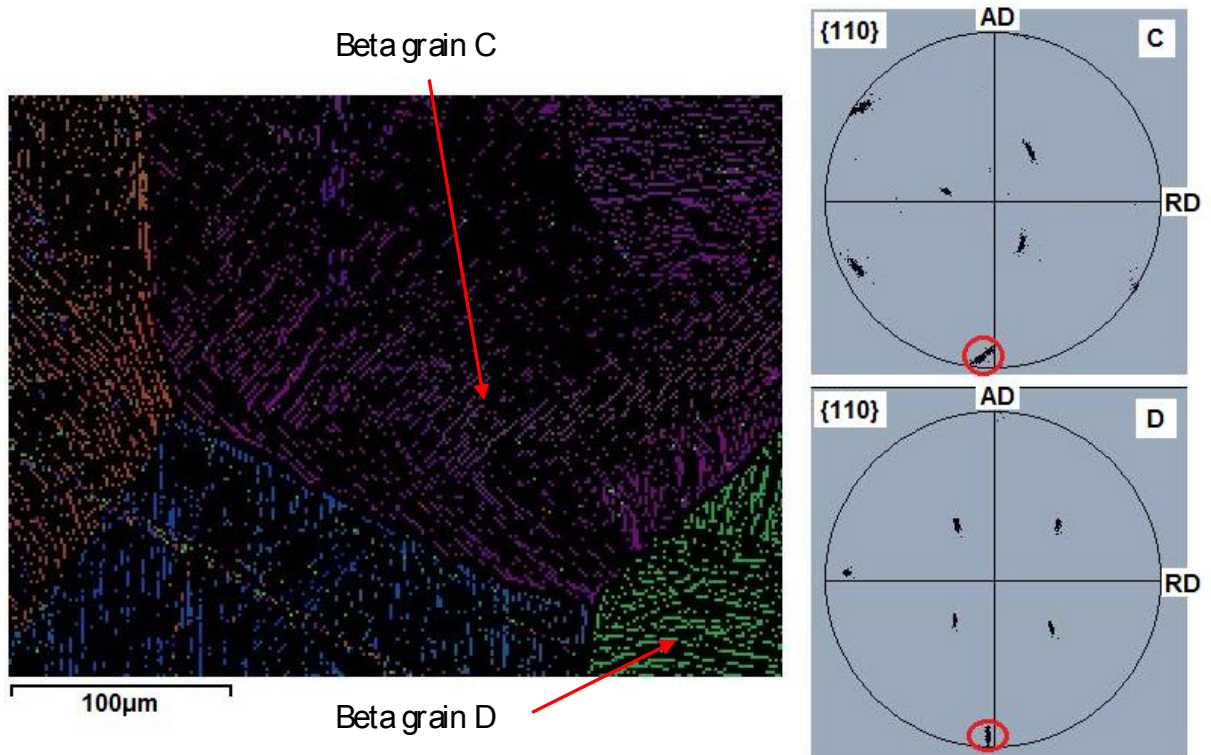 Beta grain C
100µm
Beta grain D
{110}
AD
C
RD
{110}
AD
D
RD